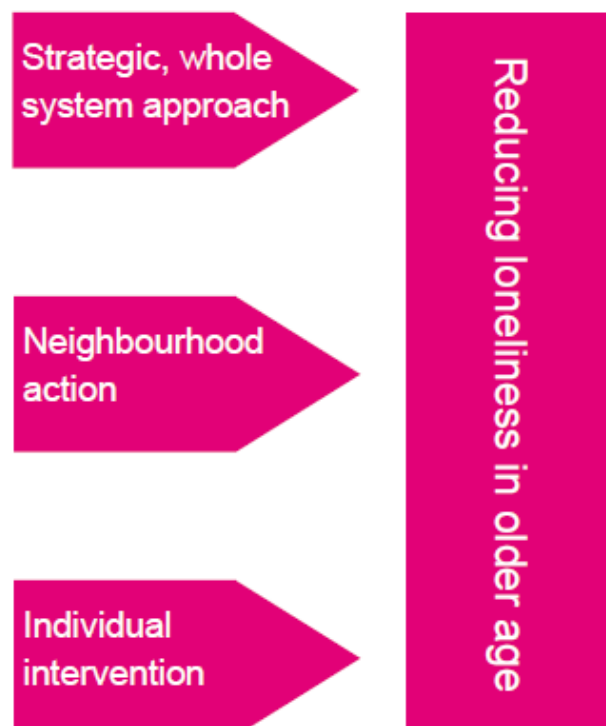 Strategic, whole
system approach
Neighbourhood
action
Individual
intervention
Reducing loneliness in older age